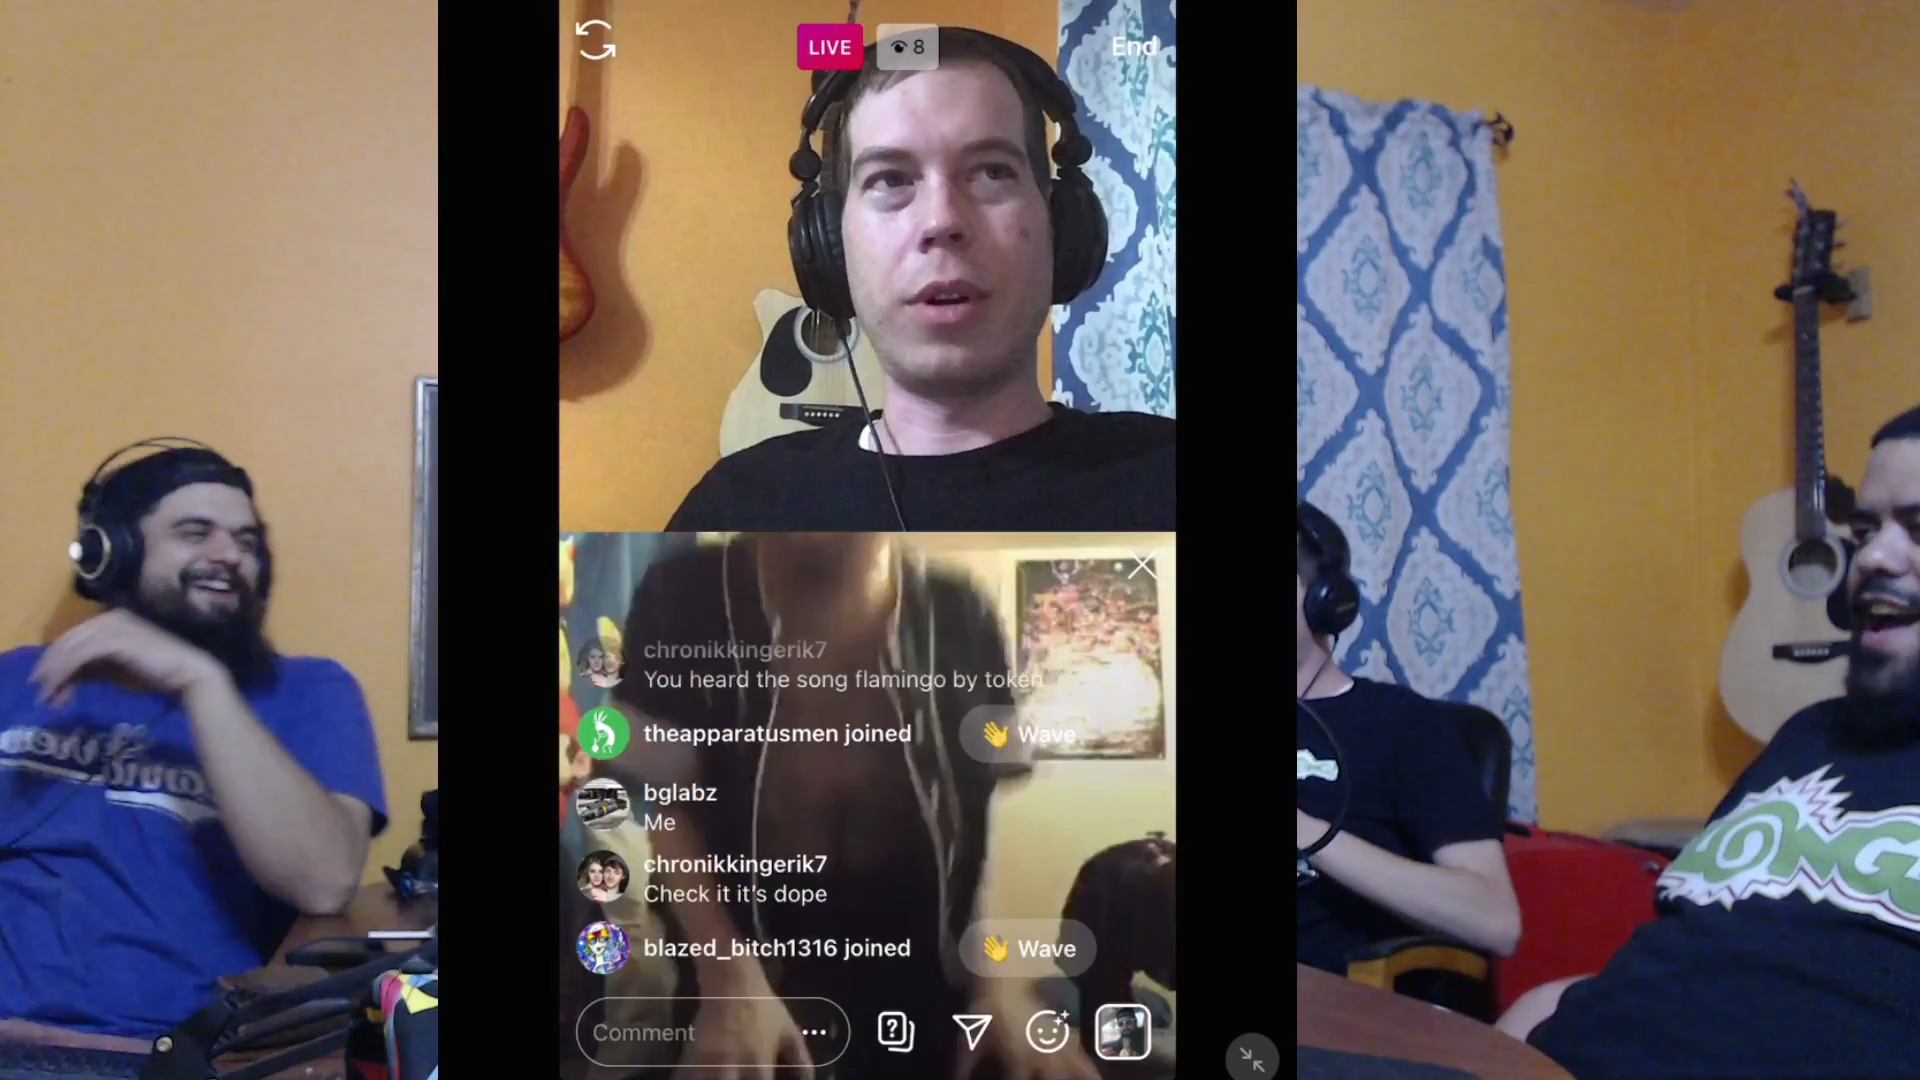 LIVE
8
End
chronikkingerik7
You heard the song flamingo by token
theapparatusmen joined
Wave
bglabz
Me
chronikkingerik7
Check it it's dope
blazed_bitch1316 joined
Wave
Comment